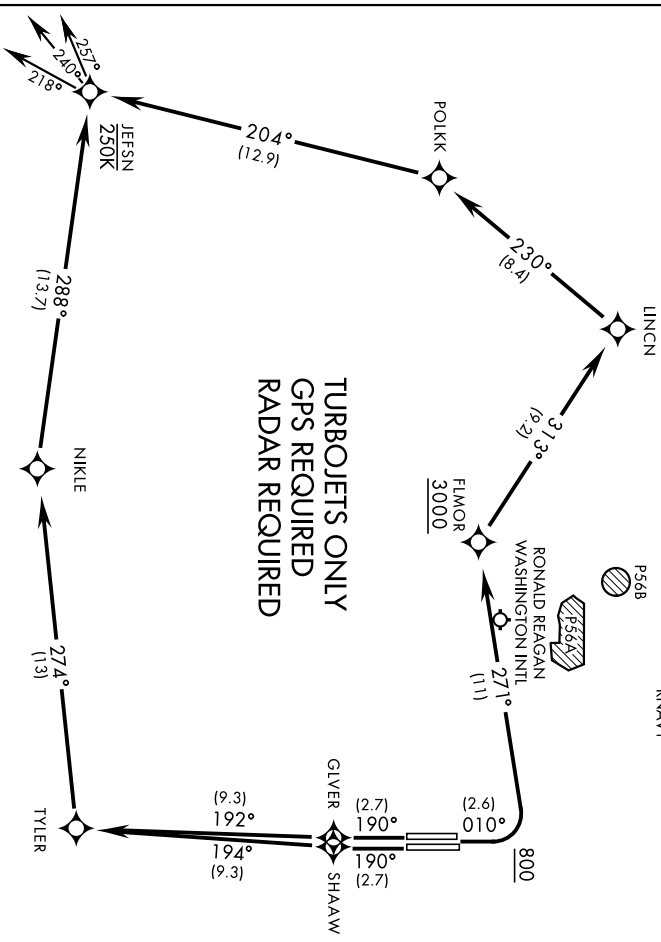 257°
240°
218°
JEFSN
250K
204°
(12.9)
POLKK
230°
(8.4)
LINCN
313°
(9.2)
FLMOR
3000
P56B
P56A
RONALD REAGAN
WASHINGTON INTL
271°
(11)
288°
(13.7)
TURBOJETS ONLY
GPS REQUIRED
RADAR REQUIRED
NIKLE
274°
(13)
TYLER
(9.3)
192°
194°
(9.3)
GLVER
SHAAW
(2.7)
190°
190°
(2.7)
(2.6)
010°
800